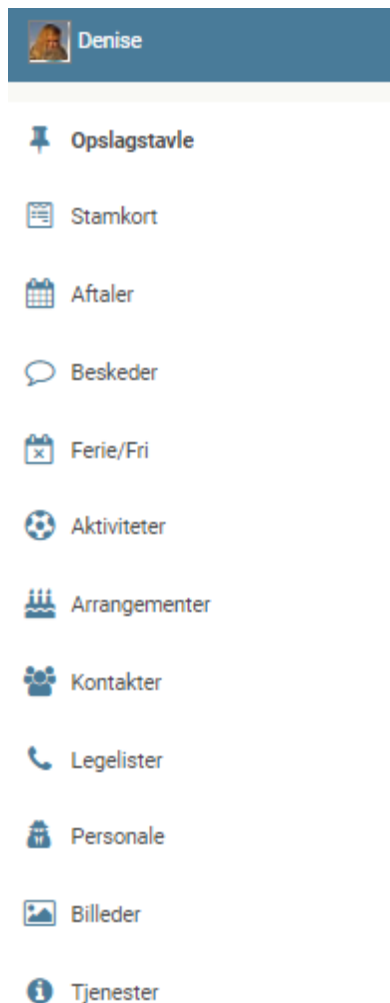 Denise
Opslagstavle
Stamkort
Aftaler
Beskeder
Ferie/Fri
Aktiviteter
Arrangementer
Kontakter
Legelister
Personale
Billeder
Tjenester